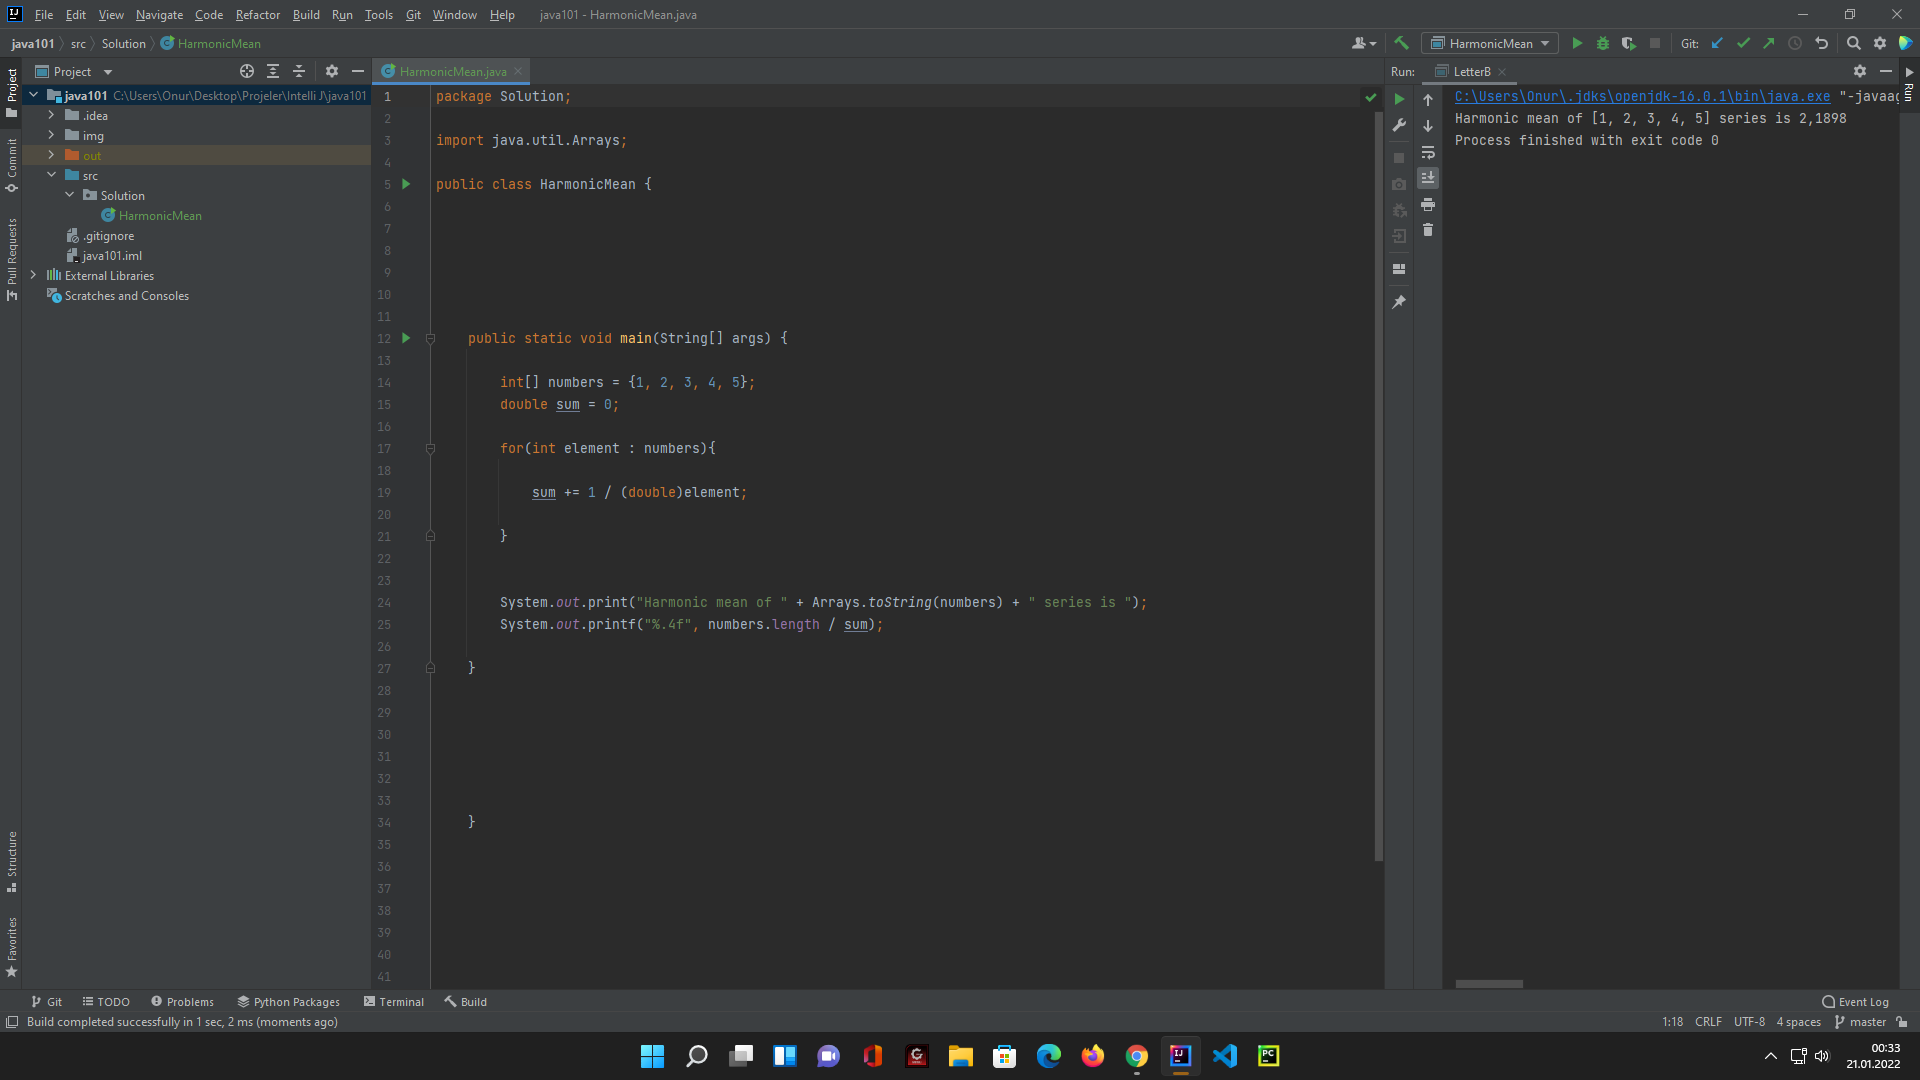 File Edit View Navigate Code Refactor Build Run Tools Git Window Help java101 - HarmonicMean.java
java101 src Solution HarmonicMean
HarmonicMean
Git:
Project
HarmonicMean.java
Run: LetterB
java101 C:\Users\Onur\Desktop\Projeler\Intelli J\java101
.idea
img
out
src
Solution
HarmonicMean
.gitignore
java101.iml
External Libraries
Scratches and Consoles
Project
Commit
Pull Requests
Structure
Favorites
1 package Solution;
2
3 import java.util.Arrays;
4
5 public class HarmonicMean {
6
7
8
9
10
11
12 public static void main(String[] args) {
13
14 int[] numbers = {1, 2, 3, 4, 5};
15 double sum = 0;
16
17 for(int element : numbers){
18
19 sum += 1 / (double)element;
20
21 }
22
23
24 System.out.print("Harmonic mean of " + Arrays.toString(numbers) + " series is ");
25 System.out.printf("%.4f", numbers.length / sum);
26
27 }
28
29
30
31
32
33
34 }
35
36
37
38
39
40
41
C:\Users\Onur\.jdks\openjdk-16.0.1\bin\java.exe "-javaag
Harmonic mean of [1, 2, 3, 4, 5] series is 2,1898
Process finished with exit code 0
Run
Git TODO Problems Python Packages Terminal Build
Event Log
Build completed successfully in 1 sec, 2 ms (moments ago)
1:18 CRLF UTF-8 4 spaces master
00:33
21.01.2022